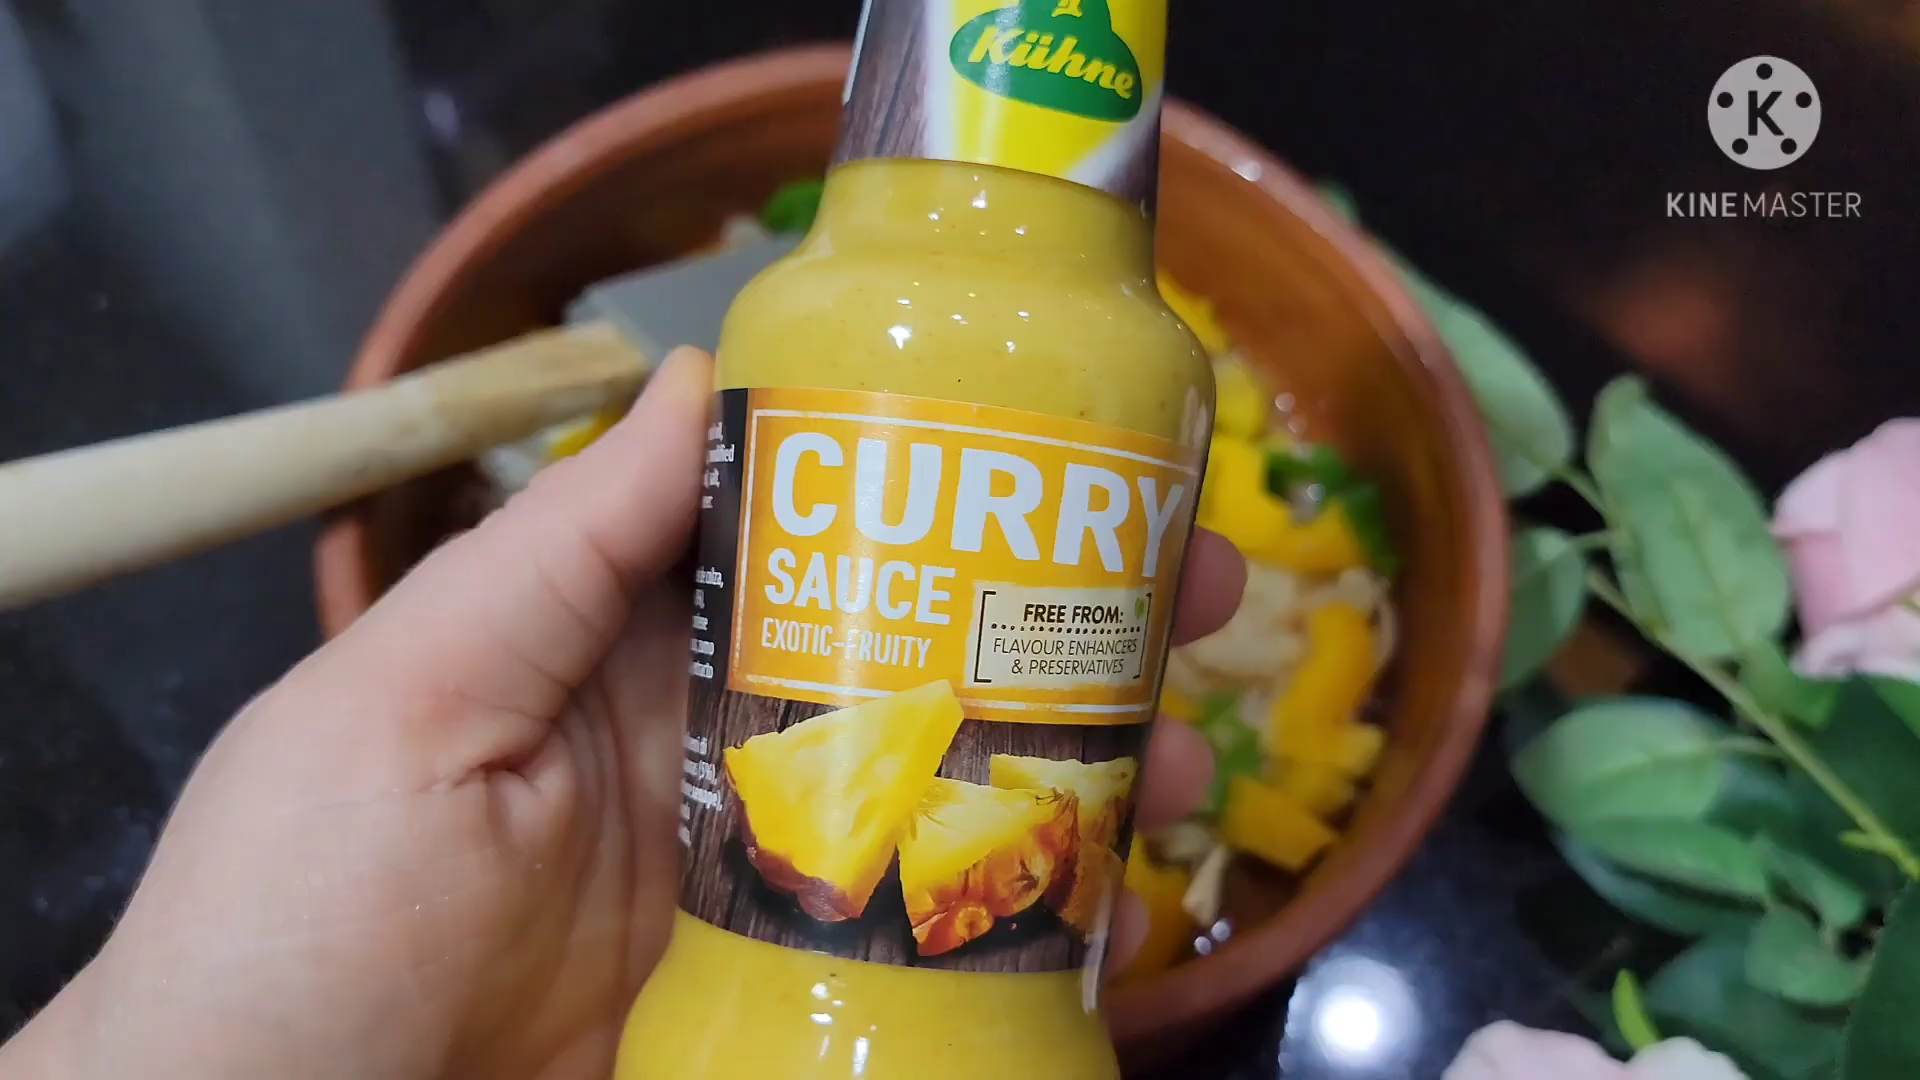 Kühne
K
KINEMASTER
CURRY
SAUCE
EXOTIC-FRUITY
FREE FROM:
FLAVOUR ENHANCERS
& PRESERVATIVES